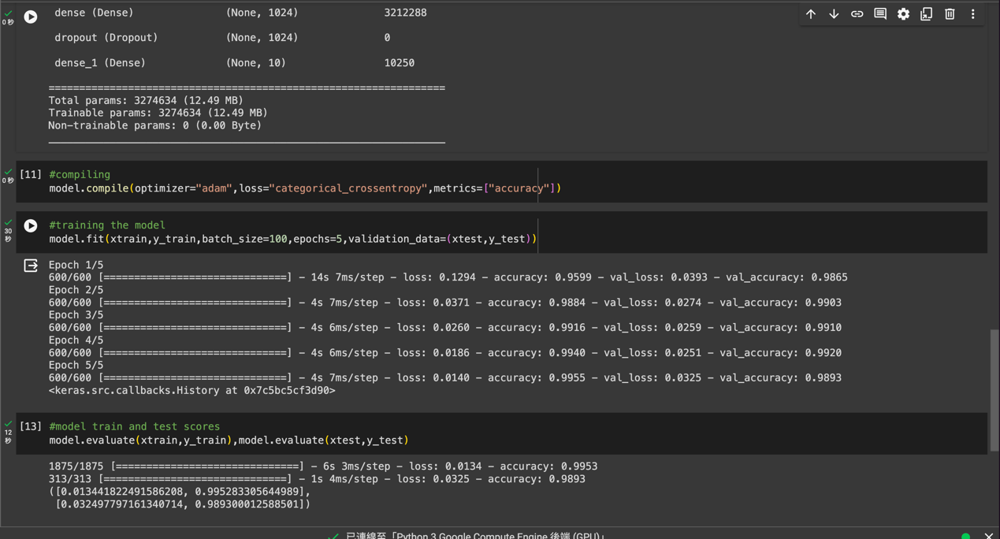 dense (Dense) (None, 1024) 3212288
0 秒
dropout (Dropout) (None, 1024) 0
dense_1 (Dense) (None, 10) 10250
=================================================================
Total params: 3274634 (12.49 MB)
Trainable params: 3274634 (12.49 MB)
Non-trainable params: 0 (0.00 Byte)
_________________________________________________________________
0 秒
[11] #compiling
model.compile(optimizer="adam",loss="categorical_crossentropy",metrics=["accuracy"])
30 秒
#training the model
model.fit(xtrain,y_train,batch_size=100,epochs=5,validation_data=(xtest,y_test))
Epoch 1/5
600/600 [==============================] - 14s 7ms/step - loss: 0.1294 - accuracy: 0.9599 - val_loss: 0.0393 - val_accuracy: 0.9865
Epoch 2/5
600/600 [==============================] - 4s 7ms/step - loss: 0.0371 - accuracy: 0.9884 - val_loss: 0.0274 - val_accuracy: 0.9903
Epoch 3/5
600/600 [==============================] - 4s 6ms/step - loss: 0.0260 - accuracy: 0.9916 - val_loss: 0.0259 - val_accuracy: 0.9910
Epoch 4/5
600/600 [==============================] - 4s 6ms/step - loss: 0.0186 - accuracy: 0.9940 - val_loss: 0.0251 - val_accuracy: 0.9920
Epoch 5/5
600/600 [==============================] - 4s 7ms/step - loss: 0.0140 - accuracy: 0.9955 - val_loss: 0.0325 - val_accuracy: 0.9893
<keras.src.callbacks.History at 0x7c5bc5cf3d90>
12 秒
[13] #model train and test scores
model.evaluate(xtrain,y_train),model.evaluate(xtest,y_test)
1875/1875 [==============================] - 6s 3ms/step - loss: 0.0134 - accuracy: 0.9953
313/313 [==============================] - 1s 4ms/step - loss: 0.0325 - accuracy: 0.9893
([0.013441822491586208, 0.995283305644989],
[0.032497797161340714, 0.989300012588501])
已連線至「Python 3 Google Compute Engine 後端 (GPU)」